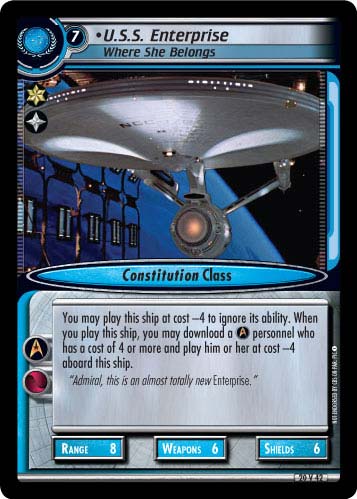 7
•U.S.S. Enterprise
Where She Belongs
NCC-
Constitution Class
You may play this ship at cost –4 to ignore its ability. When
you play this ship, you may download a personnel who
has a cost of 4 or more and play him or her at cost –4
aboard this ship.
"Admiral, this is an almost totally new Enterprise."
RANGE 8
WEAPONS 6
SHIELDS 6
20 V 42